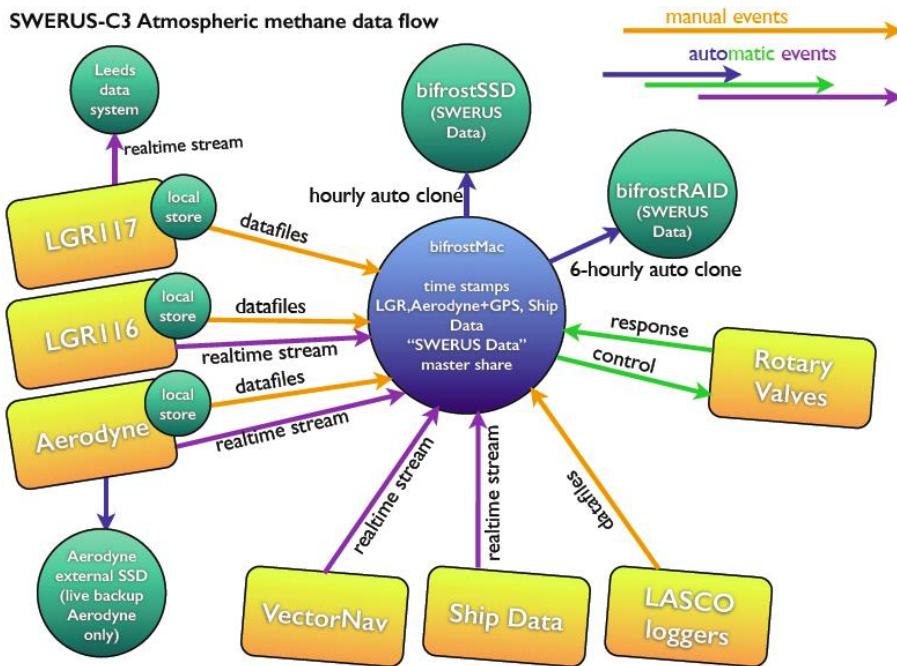 SWERUS-C3 Atmospheric methane data flow
manual events
automatic events
Leeds
data
system
realtime stream
bifrostSSD
(SWERUS
Data)
hourly auto clone
bifrostRAID
(SWERUS
Data)
6-hourly auto clone
LGR117
local
store
datafiles
bifrostMac
time stamps
LGR,Aerodyne+GPS, Ship
Data
“SWERUS Data”
master share
LGR116
local
store
datafiles
realtime stream
response
control
Rotary
Valves
Aerodyne
local
store
datafiles
realtime stream
Aerodyne
external SSD
(live backup
Aerodyne
only)
realtime stream
VectorNav
realtime stream
Ship Data
datafiles
LASCO
loggers